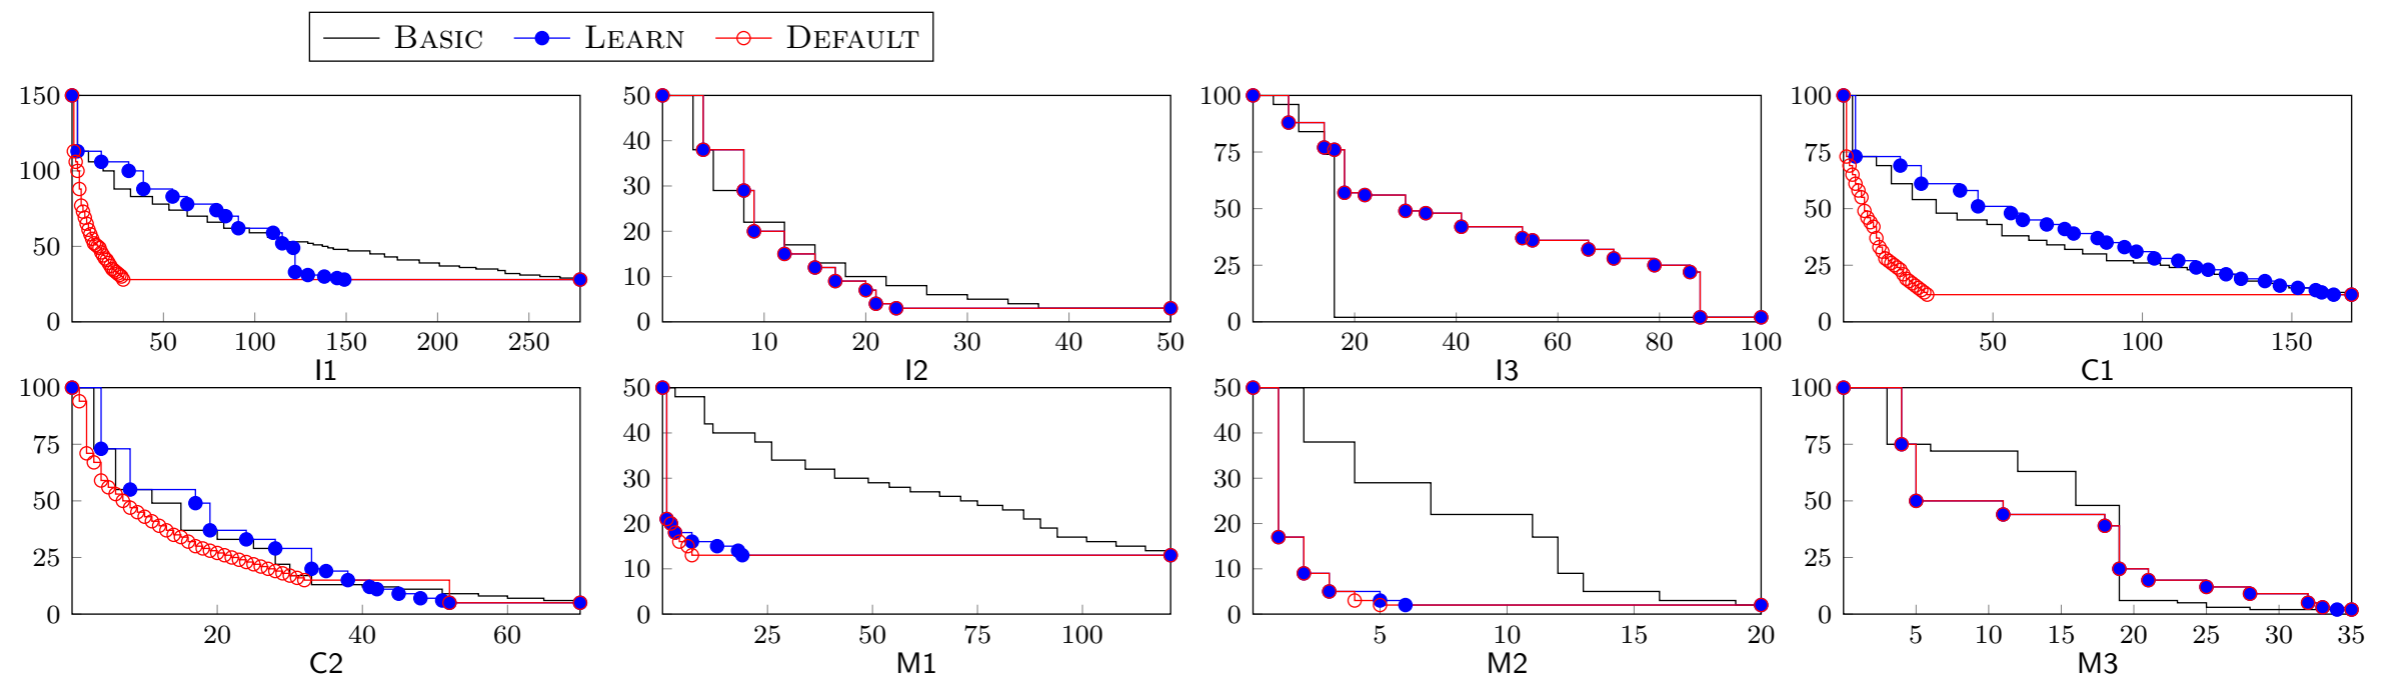 BASIC LEARN DEFAULT
150 50 100 100
100 40 75 75
30
50 20 50 50
10 25 25
0 0 0 0
50 100 150 200 250 10 20 30 40 50 20 40 60 80 100 50 100 150
I1 I2 I3 C1
100 50 50 100
75 40 40 75
30 30
50 20 20 50
25 10 10 25
0 0 0 0
20 40 60 25 50 75 100 5 10 15 20 5 10 15 20 25 30 35
C2 M1 M2 M3